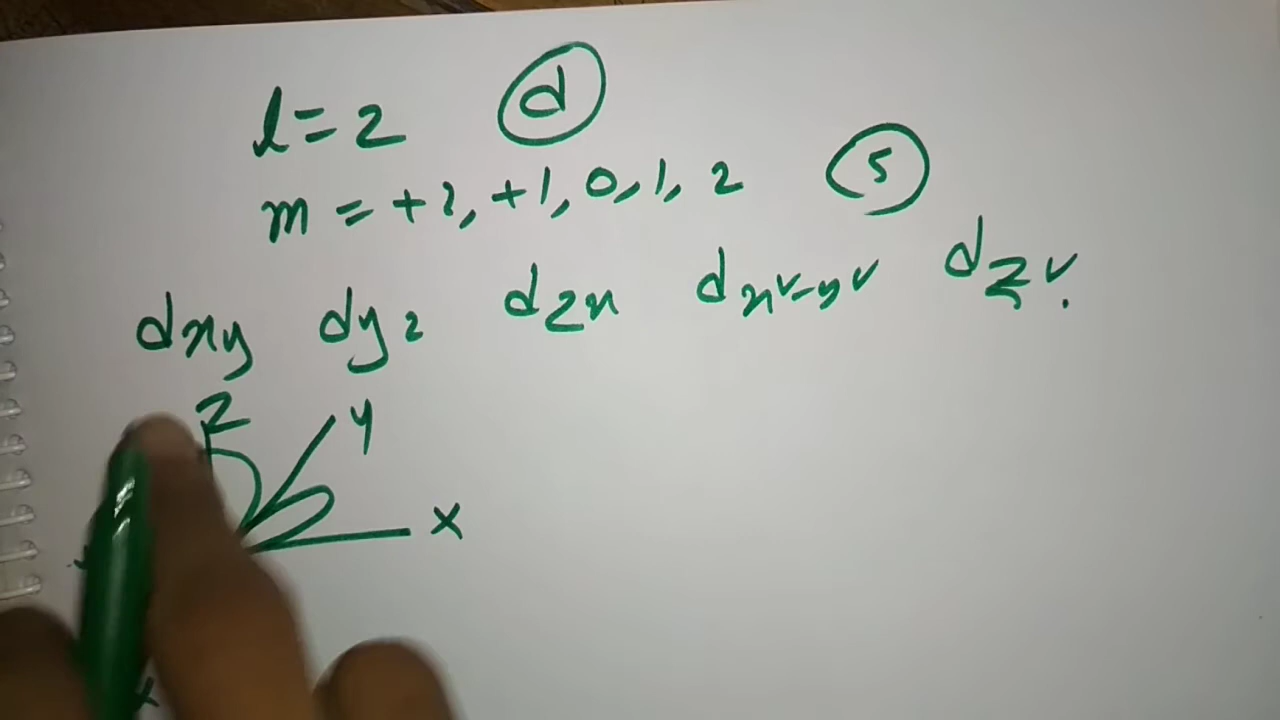 l=2 d
m = +2, +1, 0, 1, 2 5
dxy dyz dzx dx²-y² dz².
z
y
x
x